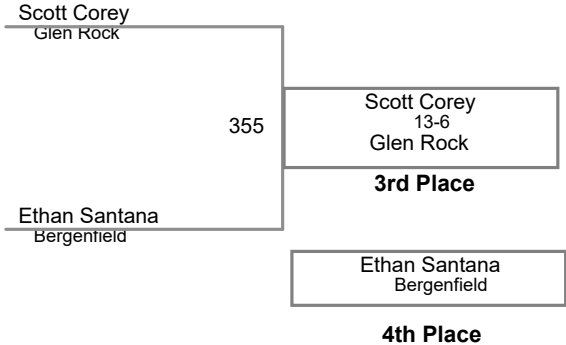 Scott Corey
Glen Rock
355
Scott Corey
13-6
Glen Rock
3rd Place
Ethan Santana
Bergenfield
Ethan Santana
Bergenfield
4th Place